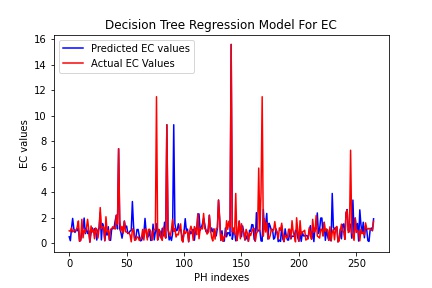 Decision Tree Regression Model For EC
16
14
12
10
8
6
4
2
0
EC values
Predicted EC values
Actual EC Values
0 50 100 150 200 250
PH indexes